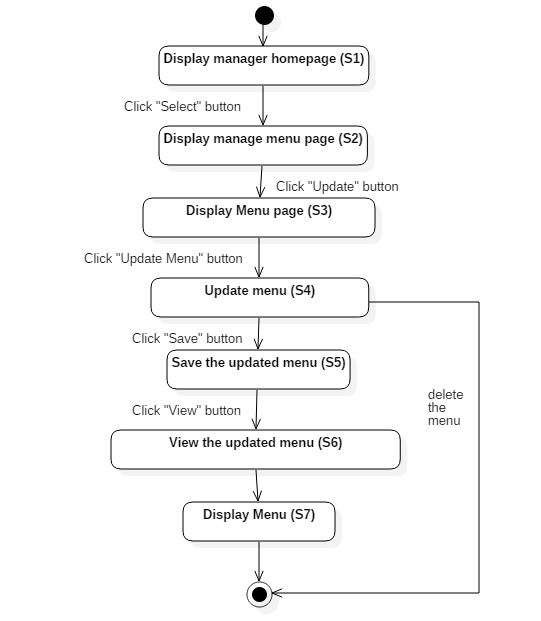 Display manager homepage (S1)
Click "Select" button
Display manage menu page (S2)
Click "Update" button
Display Menu page (S3)
Click "Update Menu" button
Update menu (S4)
Click "Save" button
Save the updated menu (S5)
delete
the
menu
Click "View" button
View the updated menu (S6)
Display Menu (S7)